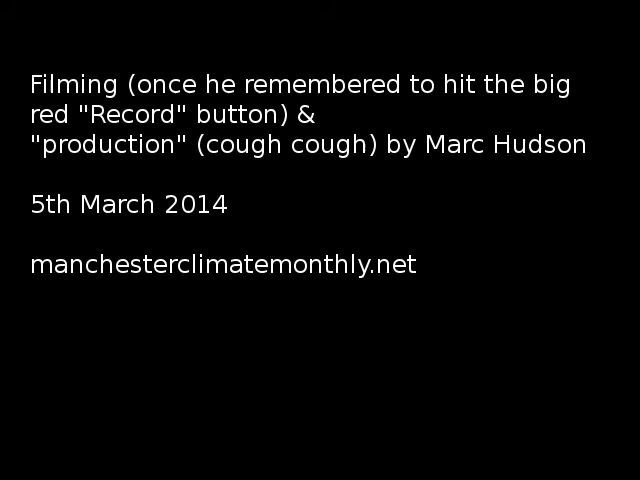 Filming (once he remembered to hit the big
red "Record" button) &
"production" (cough cough) by Marc Hudson
5th March 2014
manchesterclimatemonthly.net